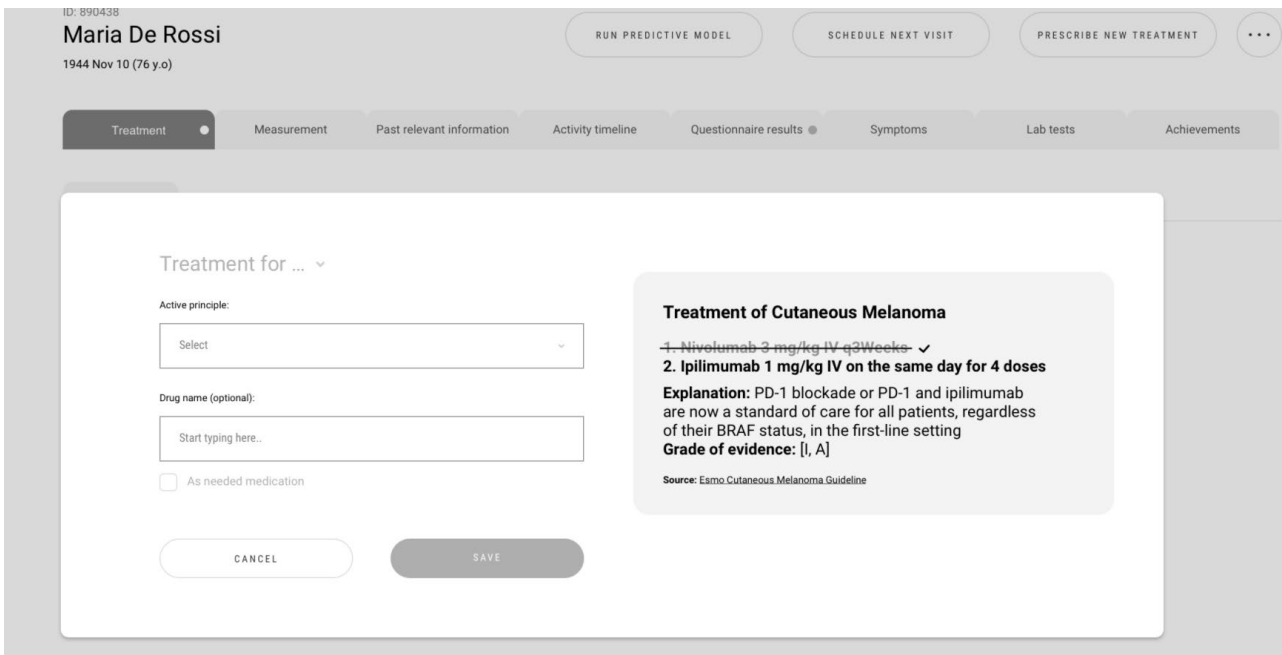 ID: 890438
Maria De Rossi
1944 Nov 10 (76 y.o)
RUN PREDICTIVE MODEL
SCHEDULE NEXT VISIT
PRESCRIBE NEW TREATMENT
...
Treatment
Measurement
Past relevant information
Activity timeline
Questionnaire results
Symptoms
Lab tests
Achievements
Treatment for ...
Active principle:
Select
Drug name (optional):
Start typing here..
As needed medication
CANCEL
SAVE
Treatment of Cutaneous Melanoma
1. Nivolumab 3 mg/kg IV q3Weeks
2. Ipilimumab 1 mg/kg IV on the same day for 4 doses
Explanation: PD-1 blockade or PD-1 and ipilimumab
are now a standard of care for all patients, regardless
of their BRAF status, in the first-line setting
Grade of evidence: [I, A]
Source: Esmo Cutaneous Melanoma Guideline